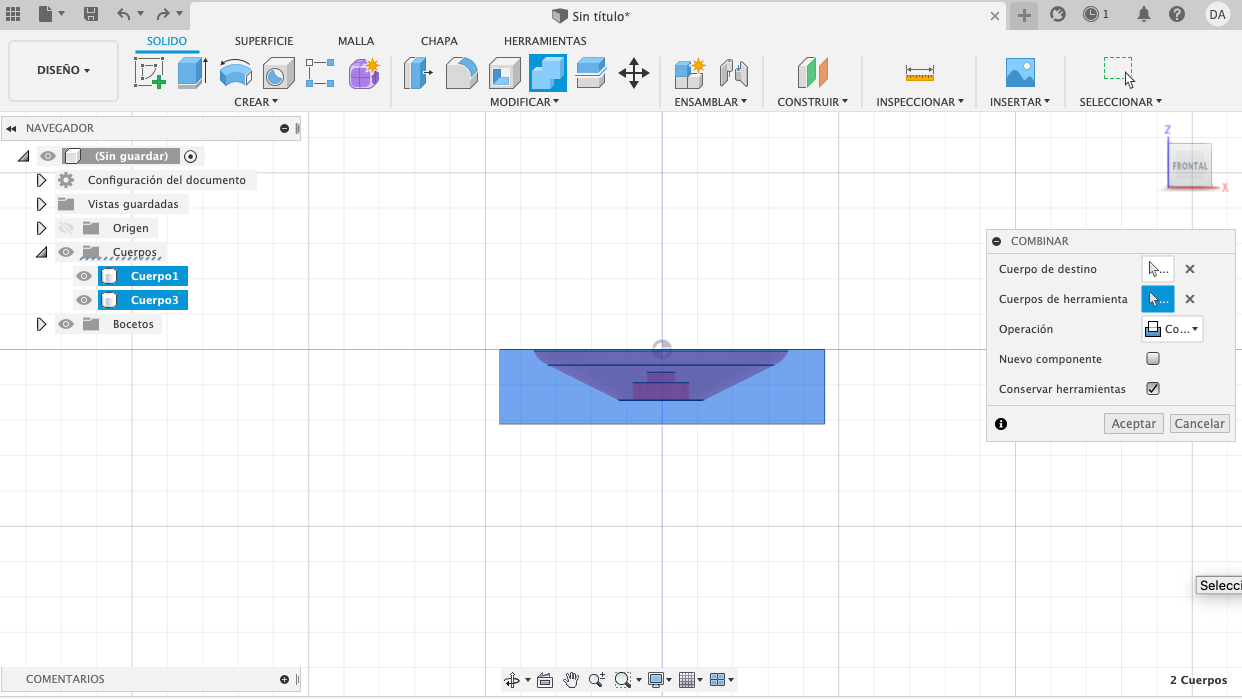 Sin título*
1
DA
DISEÑO
SOLIDO
SUPERFICIE
MALLA
CHAPA
HERRAMIENTAS
CREAR
MODIFICAR
ENSAMBLAR
CONSTRUIR
INSPECCIONAR
INSERTAR
SELECCIONAR
NAVEGADOR
(Sin guardar)
Configuración del documento
Vistas guardadas
Origen
Cuerpos
Cuerpo1
Cuerpo3
Bocetos
Z
FRONTAL
X
COMBINAR
Cuerpo de destino
...
Cuerpos de herramienta
...
Operación
Co...
Nuevo componente
Conservar herramientas
Aceptar
Cancelar
Selecci
COMENTARIOS
2 Cuerpos